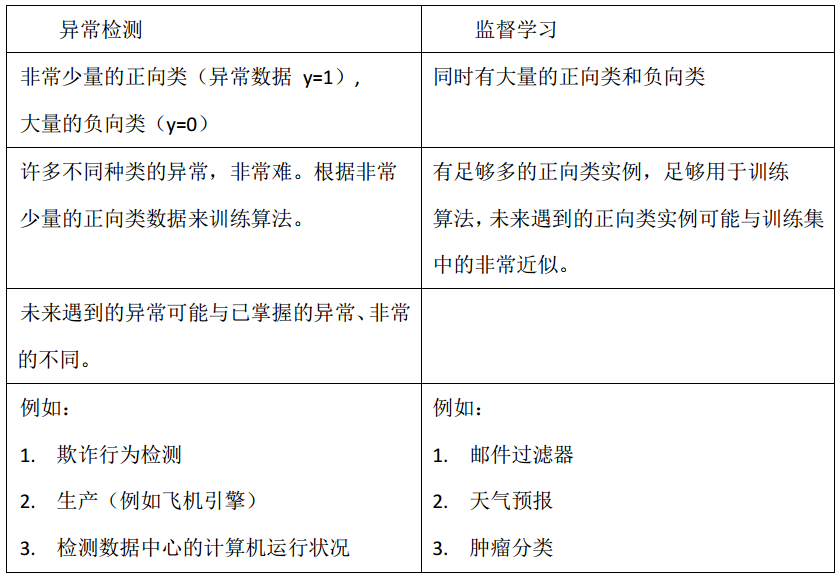 异常检测
监督学习
非常少量的正向类（异常数据 y=1）,
大量的负向类（y=0）
同时有大量的正向类和负向类
许多不同种类的异常，非常难。根据非常
少量的正向类数据来训练算法。
有足够多的正向类实例，足够用于训练
算法，未来遇到的正向类实例可能与训练集
中的非常近似。
未来遇到的异常可能与已掌握的异常、非常
的不同。
例如：
1. 欺诈行为检测
2. 生产（例如飞机引擎）
3. 检测数据中心的计算机运行状况
例如：
1. 邮件过滤器
2. 天气预报
3. 肿瘤分类